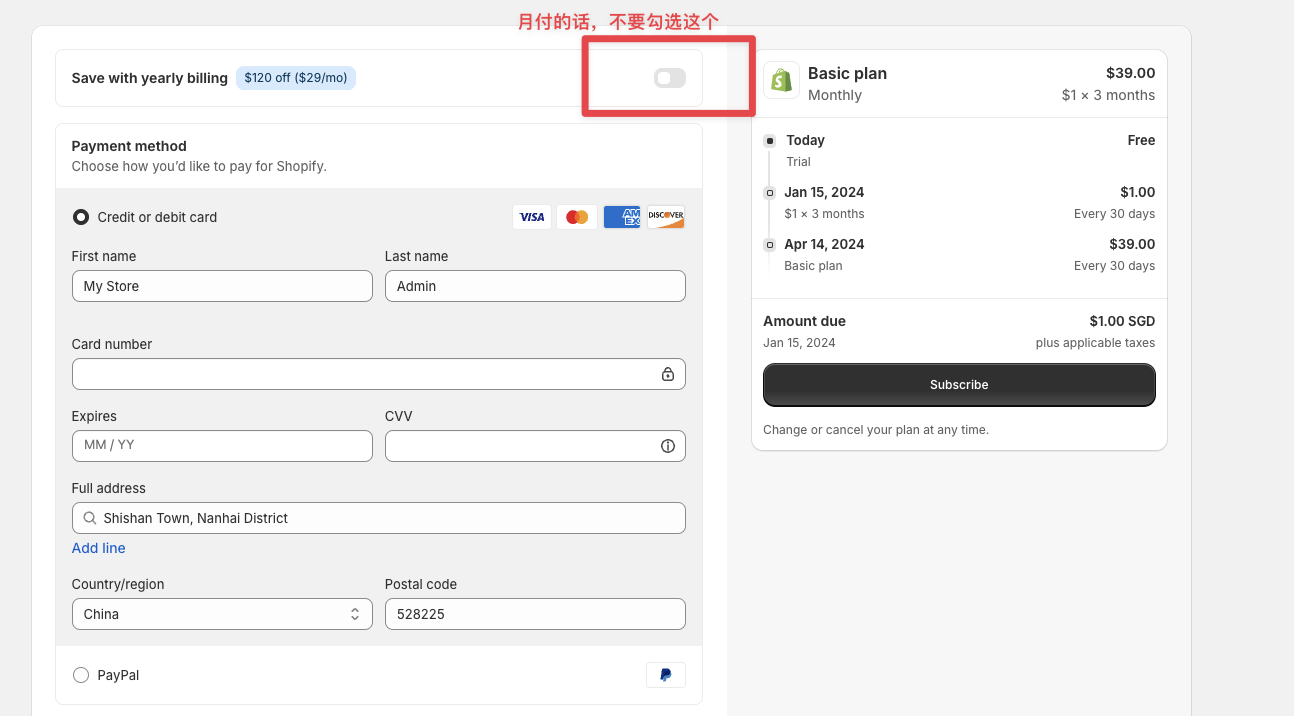 月付的话，不要勾选这个
Save with yearly billing $120 off ($29/mo)
Payment method
Choose how you’d like to pay for Shopify.
Credit or debit card VISA AM EX DISCOVER
First name Last name
My Store Admin
Card number
Expires CVV
MM / YY
Full address
Shishan Town, Nanhai District
Add line
Country/region Postal code
China 528225
PayPal
Basic plan $39.00
Monthly $1 × 3 months
Today Free
Trial
Jan 15, 2024 $1.00
$1 × 3 months Every 30 days
Apr 14, 2024 $39.00
Basic plan Every 30 days
Amount due $1.00 SGD
Jan 15, 2024 plus applicable taxes
Subscribe
Change or cancel your plan at any time.